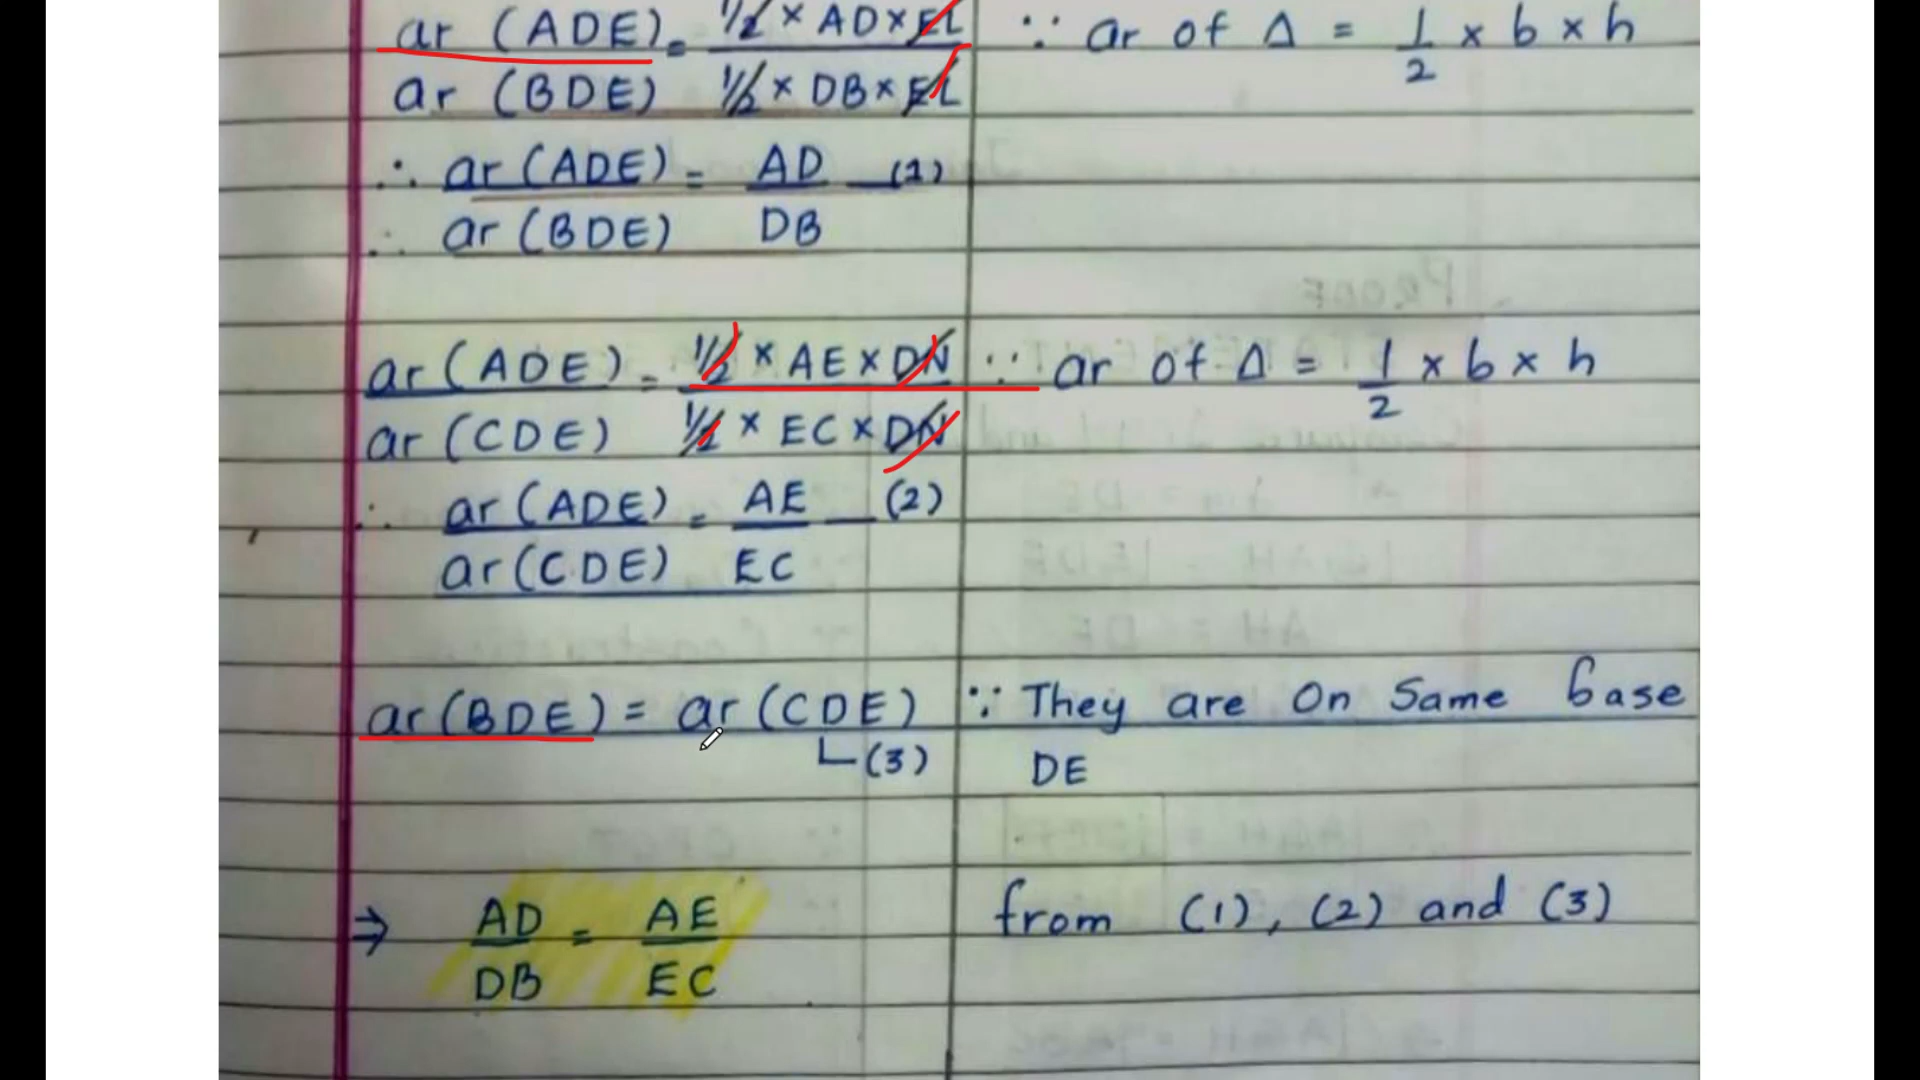 ar (ADE) = 1/2 × AD × EL ∵ ar of Δ = 1/2 × b × h
ar (BDE) 1/2 × DB × EL
∴ ar (ADE) = AD (1)
∴ ar (BDE) DB
ar (ADE) = 1/2 × AE × DN ∵ ar of Δ = 1/2 × b × h
ar (CDE) 1/2 × EC × DN
∴ ar (ADE) = AE (2)
ar (CDE) EC
ar (BDE) = ar (CDE) ∵ They are on Same base
(3) DE
⇒ AD = AE from (1), (2) and (3)
DB EC